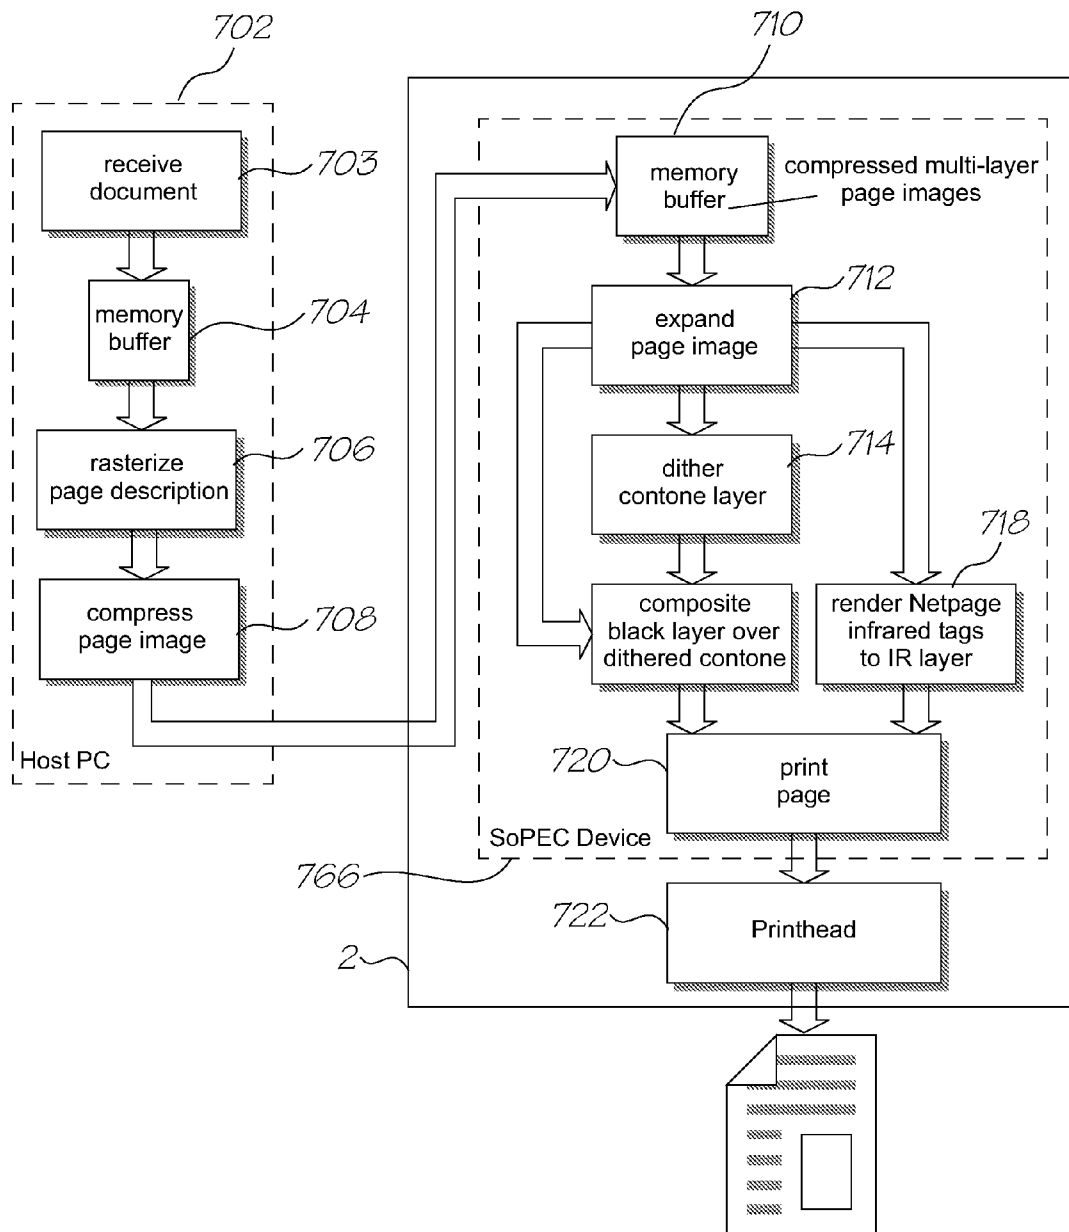 702
receive
document
703
memory
buffer
704
rasterize
page description
706
compress
page image
708
Host PC
710
memory
buffer
compressed multi-layer
page images
expand
page image
712
dither
contone layer
714
composite
black layer over
dithered contone
render Netpage
infrared tags
to IR layer
718
print
page
720
SoPEC Device
766
Printhead
722
2